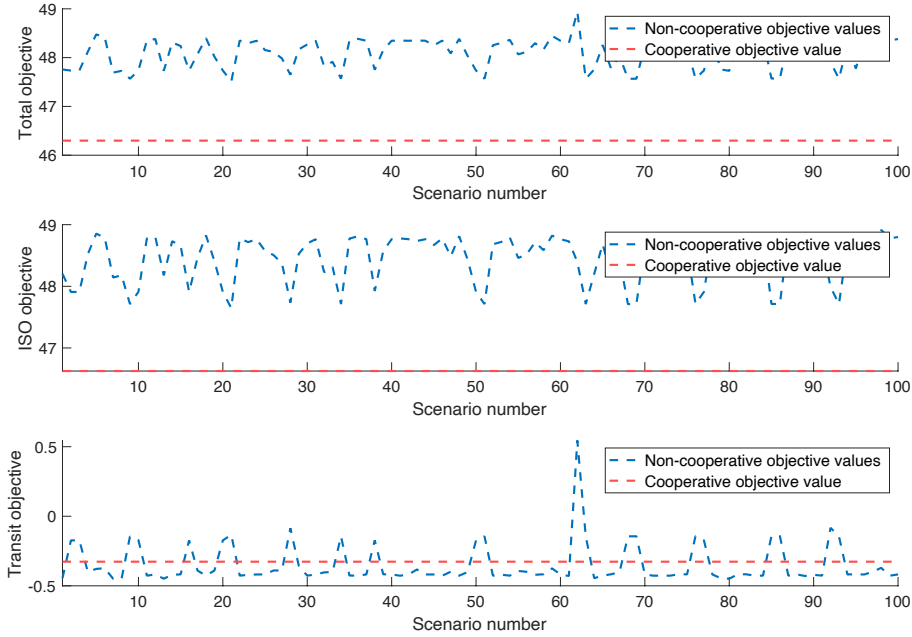 49
48
47
46
Total objective
Non-cooperative objective values
Cooperative objective value
10 20 30 40 50 60 70 80 90 100
Scenario number
49
48
47
ISO objective
Non-cooperative objective values
Cooperative objective value
10 20 30 40 50 60 70 80 90 100
Scenario number
0.5
0
-0.5
Transit objective
Non-cooperative objective values
Cooperative objective value
10 20 30 40 50 60 70 80 90 100
Scenario number